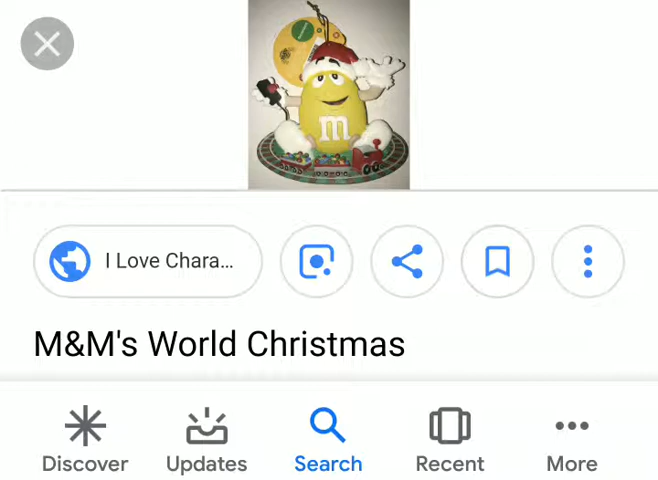 m
I Love Chara...
M&M's World Christmas
Discover Updates Search Recent More